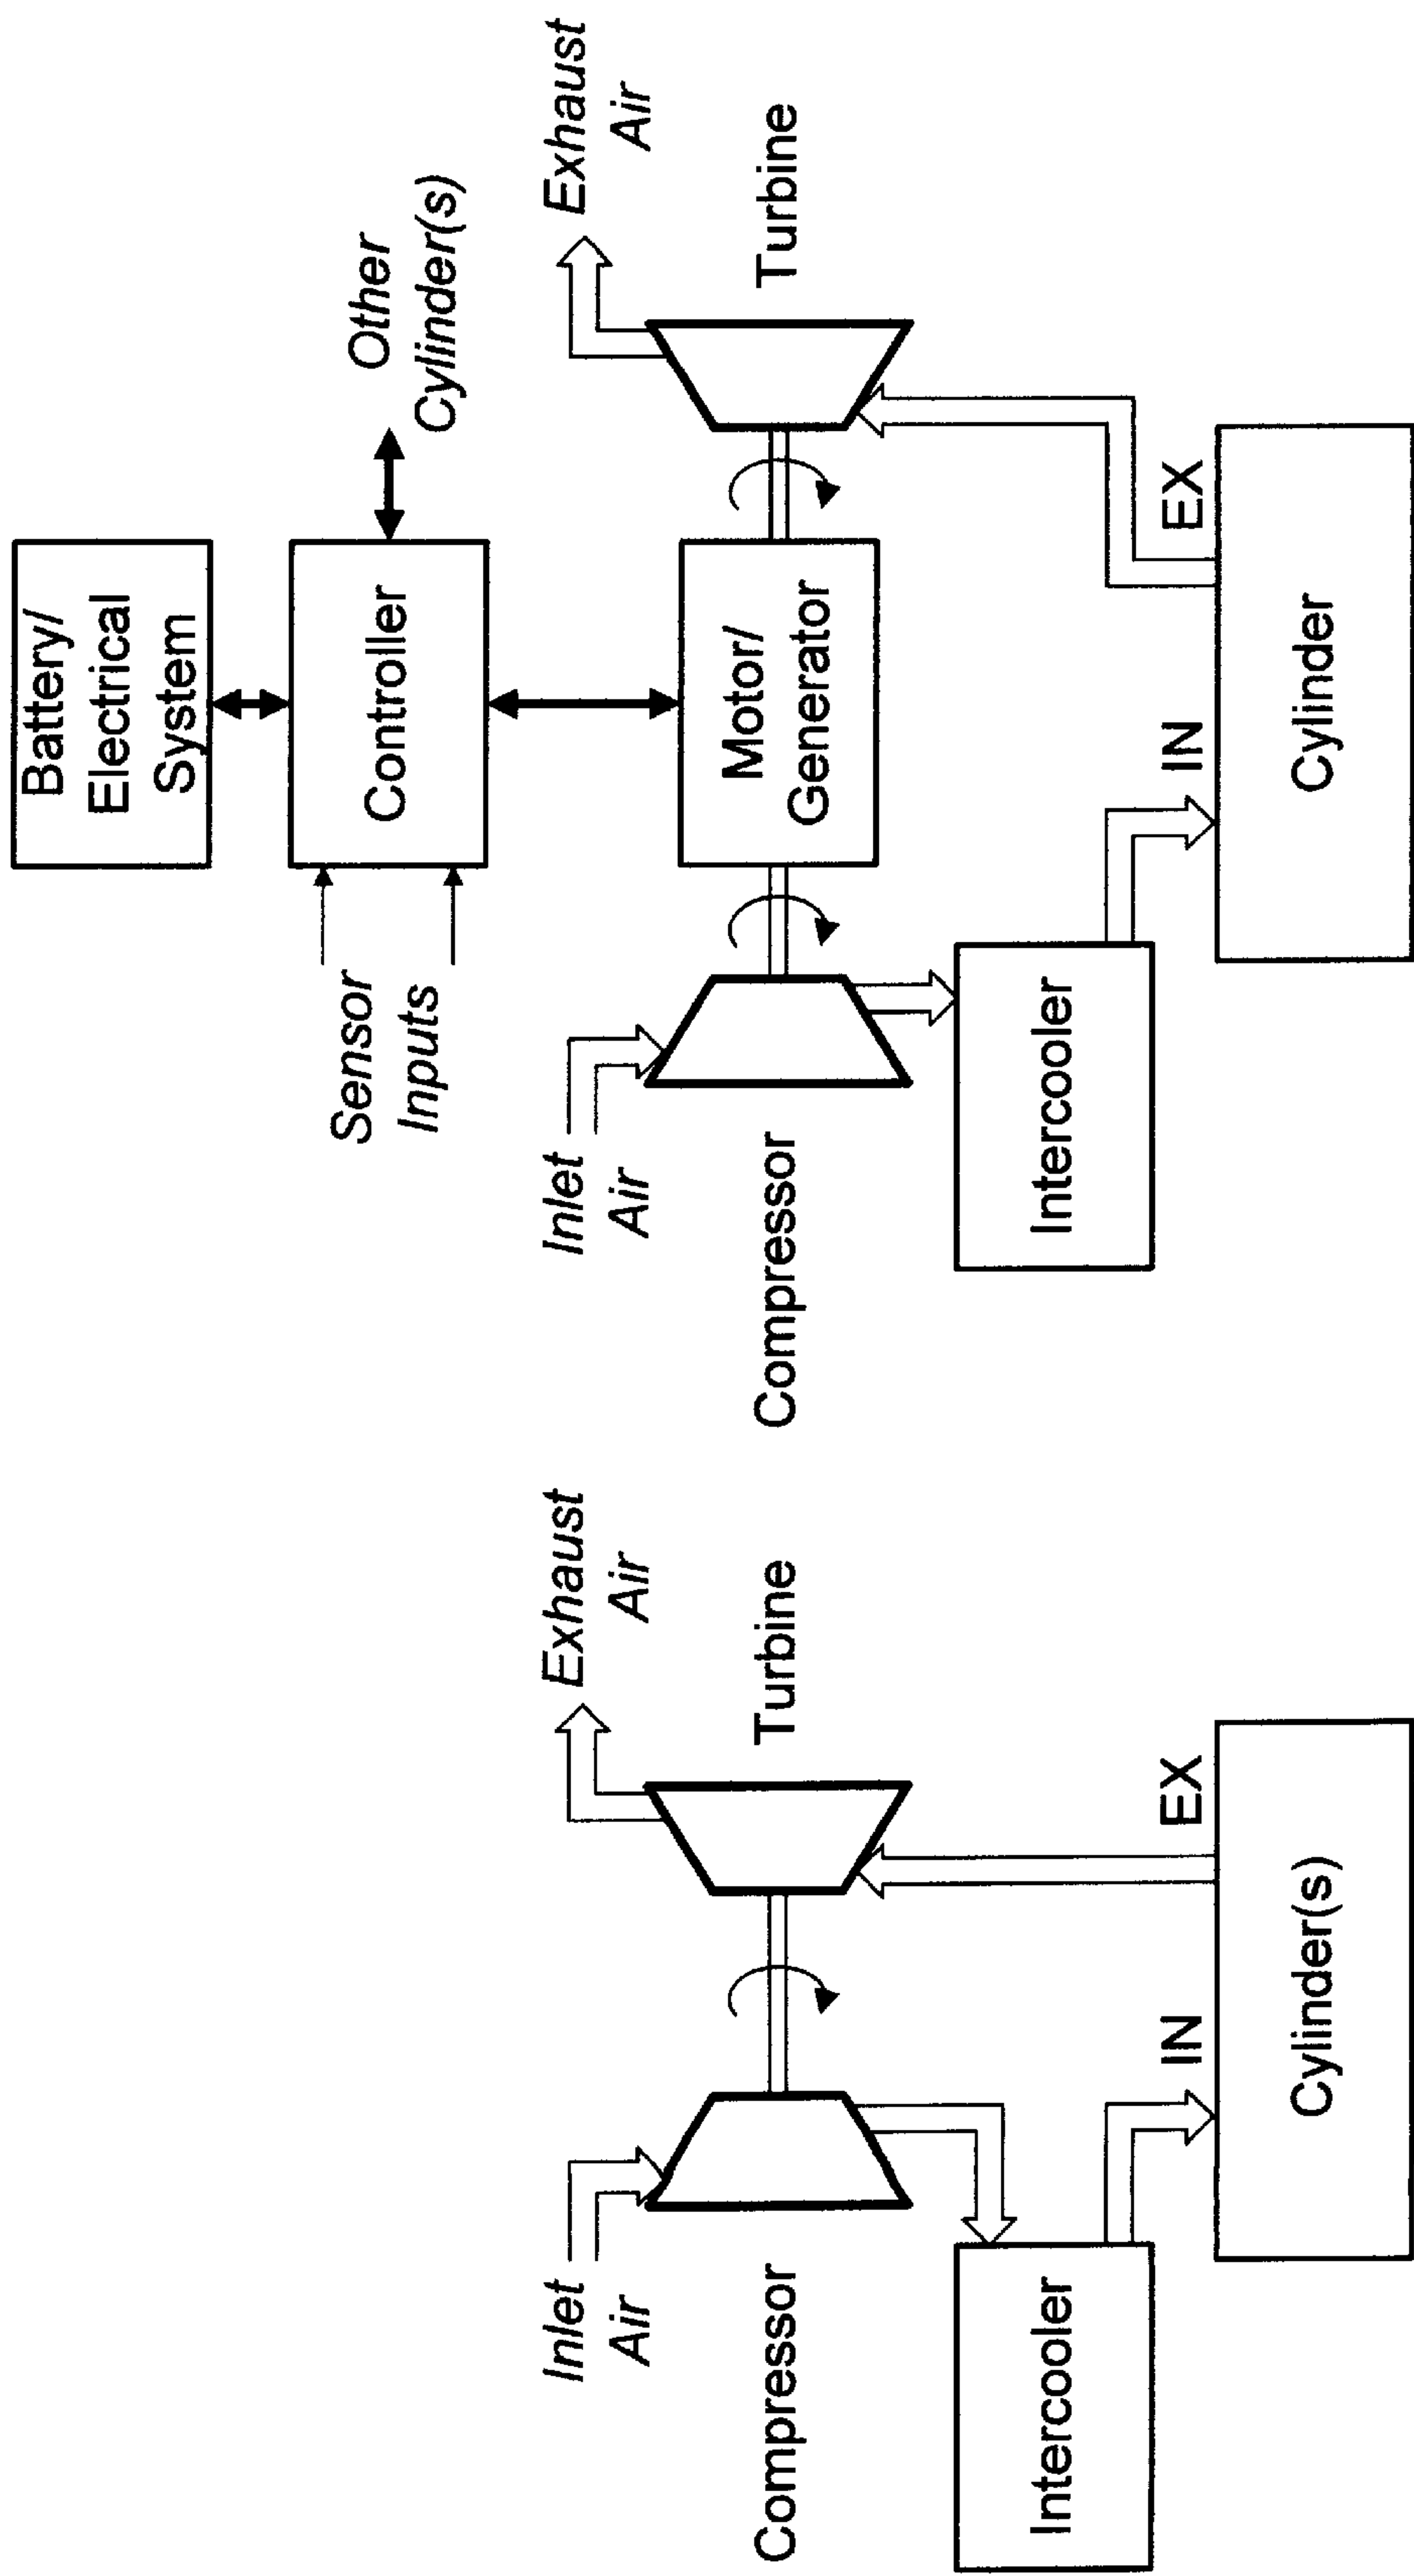 Inlet
Air
Exhaust
Air
Compressor
Turbine
Intercooler
IN
EX
Cylinder(s)
Battery/
Electrical
System
Sensor
Inputs
Controller
Other
Cylinder(s)
Inlet
Air
Exhaust
Air
Compressor
Motor/
Generator
Turbine
Intercooler
IN
EX
Cylinder